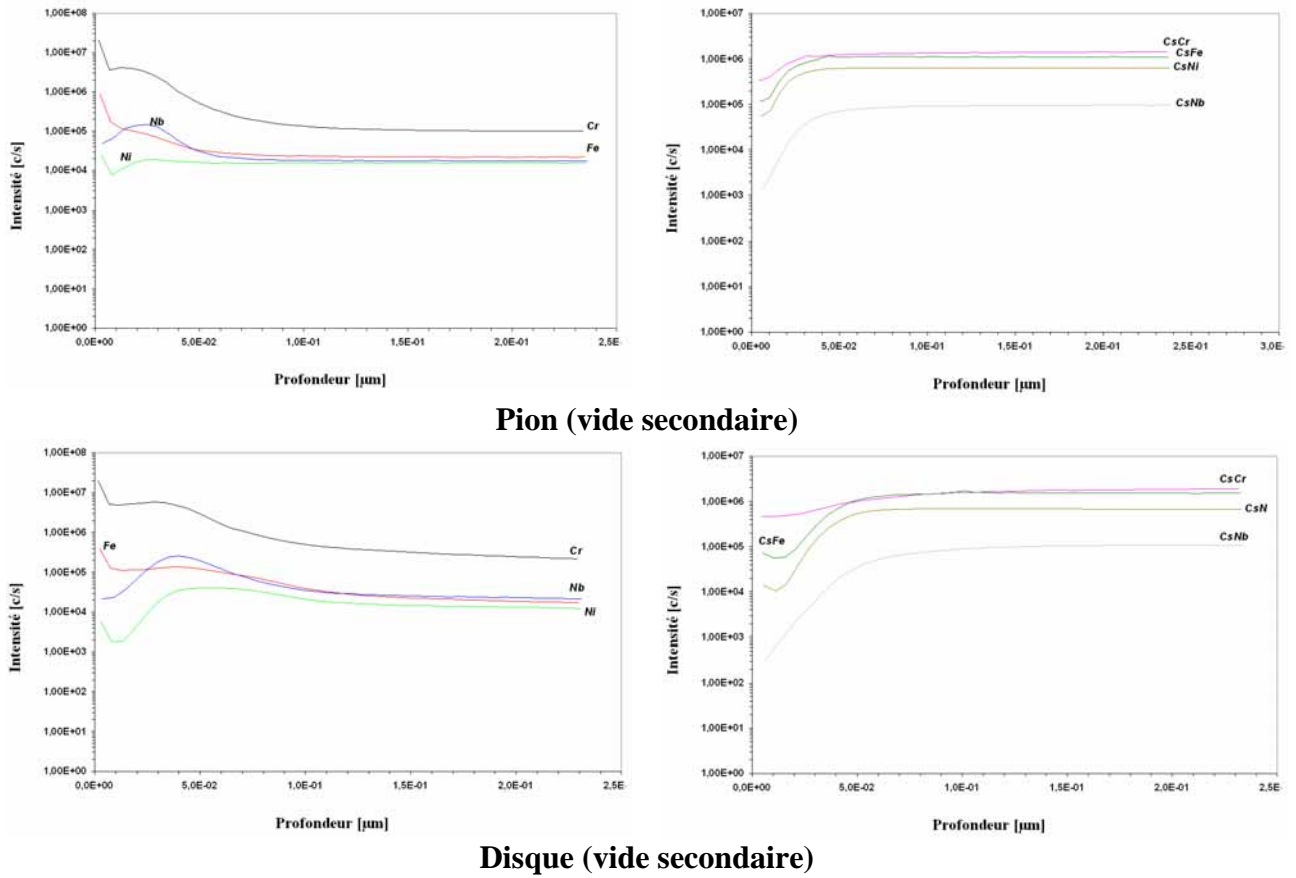 1,00E+08
1,00E+07
1,00E+06
1,00E+05
1,00E+04
1,00E+03
1,00E+02
1,00E+01
1,00E+00
Intensité [c/s]
Nb
Ni
Cr
Fe
0,0E+00 5,0E-02 1,0E-01 1,5E-01 2,0E-01 2,5E-
Profondeur [µm]
1,00E+07
1,00E+06
1,00E+05
1,00E+04
1,00E+03
1,00E+02
1,00E+01
1,00E+00
Intensité [c/s]
CsCr
CsFe
CsNi
CsNb
0,0E+00 5,0E-02 1,0E-01 1,5E-01 2,0E-01 2,5E-01 3,0E-
Profondeur [µm]
Pion (vide secondaire)
1,00E+08
1,00E+07
1,00E+06
1,00E+05
1,00E+04
1,00E+03
1,00E+02
1,00E+01
1,00E+00
Intensité [c/s]
Fe
Cr
Nb
Ni
0,0E+00 5,0E-02 1,0E-01 1,5E-01 2,0E-01 2,5E
Profondeur [µm]
1,00E+07
1,00E+06
1,00E+05
1,00E+04
1,00E+03
1,00E+02
1,00E+01
1,00E+00
Intensité [c/s]
CsCr
CsN
CsFe
CsNb
0,0E+00 5,0E-02 1,0E-01 1,5E-01 2,0E-01 2,5E-
Profondeur [µm]
Disque (vide secondaire)